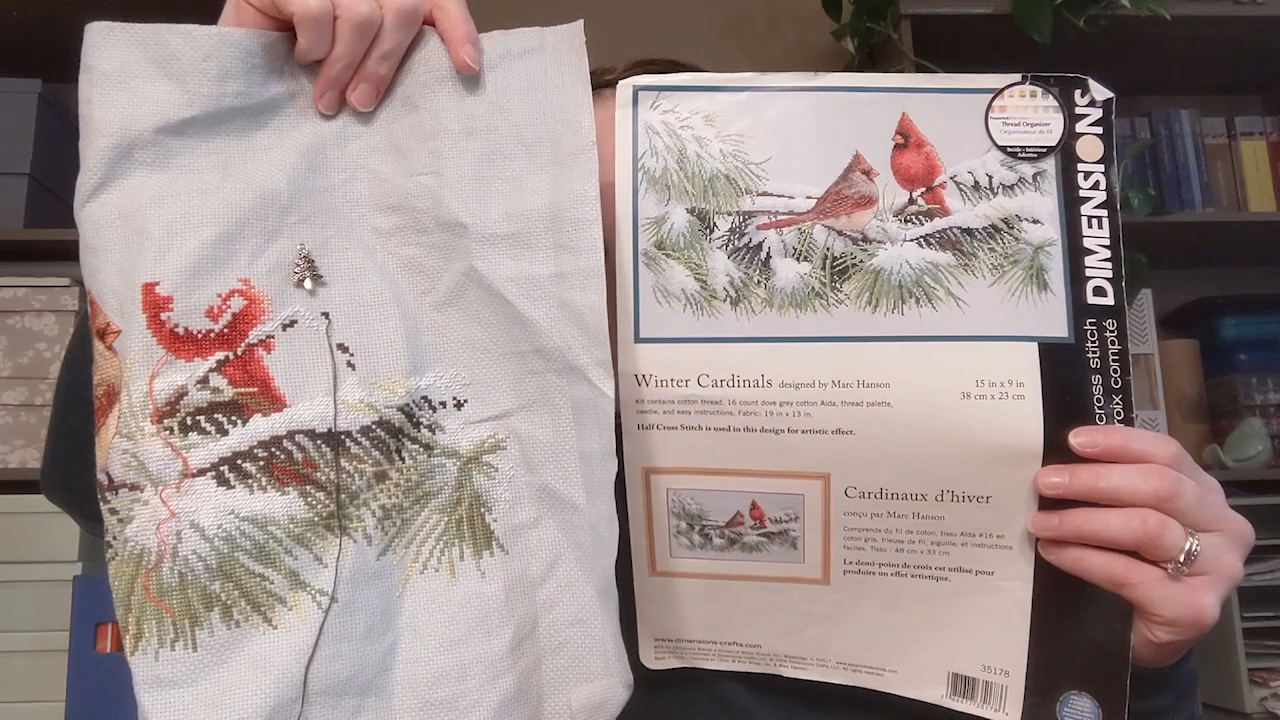 Thread Organizer
Organisateur de fil
DIMENSIONS
cross stitch
roix compté
Winter Cardinals designed by Marc Hanson
15 in x 9 in
38 cm x 23 cm
Kit contains cotton thread, 16 count dove grey cotton Aida, thread palette,
needle, and easy instructions. Fabric: 19 in x 13 in.
Half Cross Stitch is used in this design for artistic effect.
Cardinaux d'hiver
conçu par Marc Hanson
Comprends du fil de coton, tissu Aida #16 en
coton gris, trieuse de fil, aiguille, et instructions
faciles. Tissu - 48 cm x 33 cm
Le demi-point de croix est utilisé pour
produire un effet artistique.
www.dimensions-crafts.com
35178